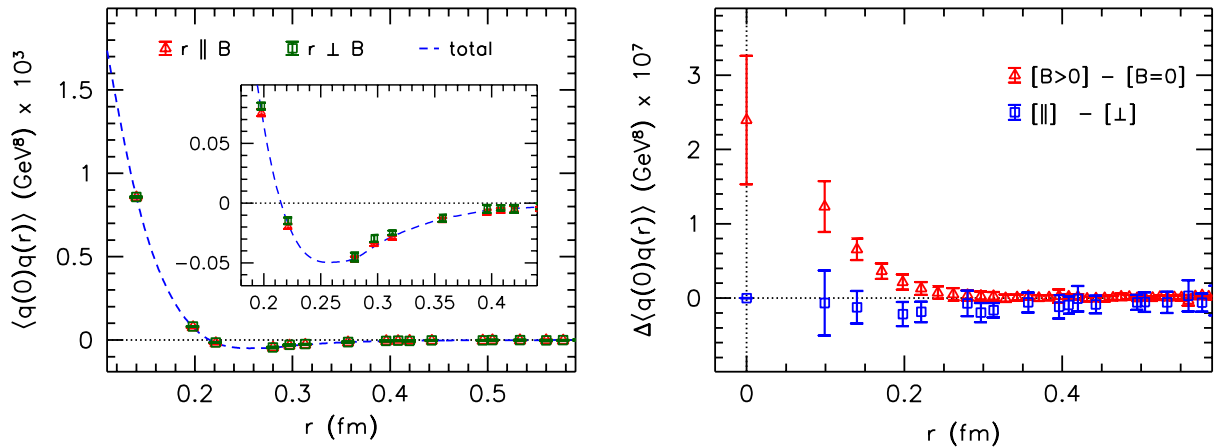 ⟨q(0)q(r)⟩ (GeV⁸) x 10³
r ∥ B r ⊥ B total
1.5
1
0.5
0
0.2 0.3 0.4 0.5
r (fm)
0.05
0
−0.05
0.2 0.25 0.3 0.35 0.4
Δ⟨q(0)q(r)⟩ (GeV⁸) x 10⁷
[B>0] − [B=0]
[∥] − [⊥]
3
2
1
0
0 0.2 0.4
r (fm)